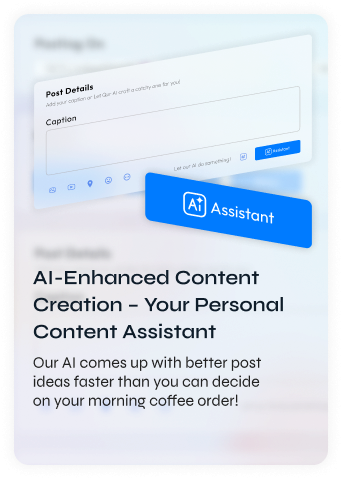 Posting On
Post Details
Add your caption or Let Our AI craft a catchy one for you!
Caption
Let out AI do something!
Ai Assistant
Ai Assistant
Post Details
AI-Enhanced Content
Creation – Your Personal
Content Assistant
Our AI comes up with better post
ideas faster than you can decide
on your morning coffee order!